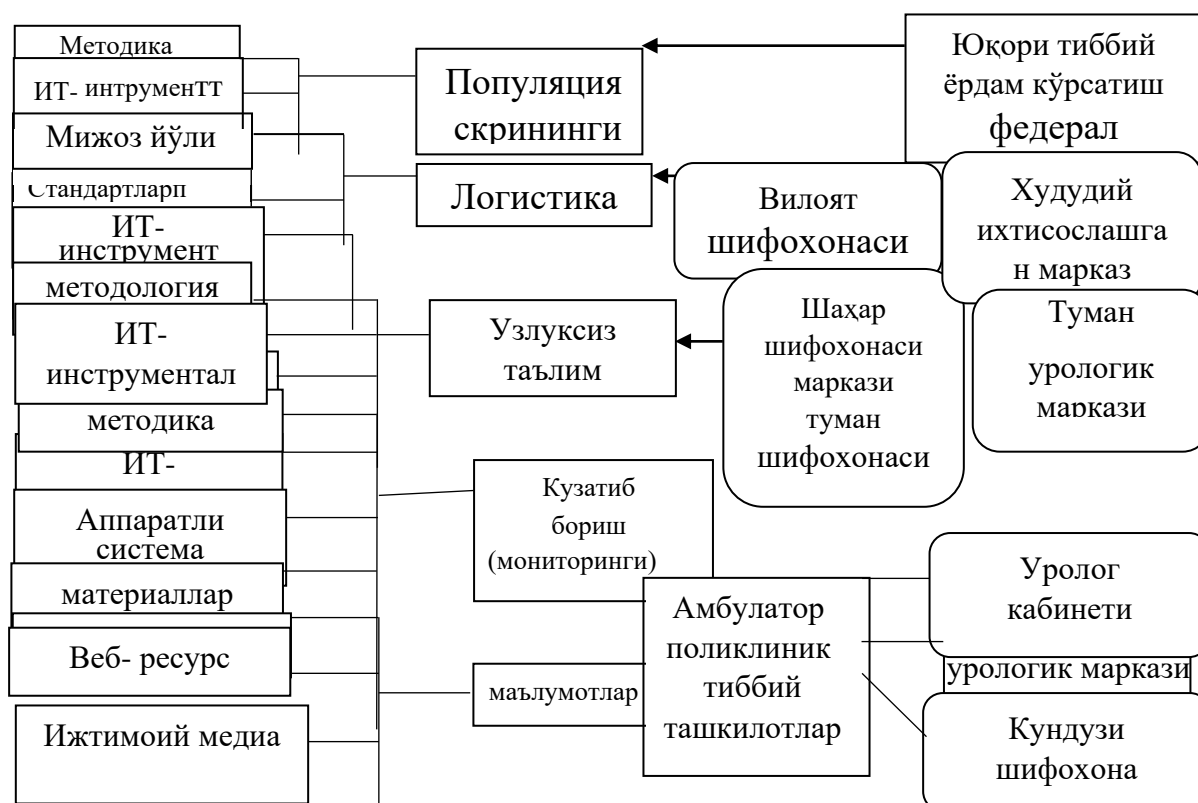 Методика
ИТ- интрументт
Мижоз йўли
Стандартларп
ИТ-
инструмент
методология
ИТ-
инструментал
методика
ИТ-
Аппаратли
система
материаллар
Веб- ресурс
Ижтимоий медиа
Популяция
скрининги
Логистика
Узлуксиз
таълим
Кузатиб
бориш
(мониторинги)
маълумотлар
Амбулатор
поликлиник
тиббий
ташкилотлар
Юқори тиббий
ёрдам кўрсатиш
федерал
Вилоят
шифохонаси
Худудий
ихтисослашга
н марказ
Шаҳар
шифохонаси
маркази
туман
шифохонаси
Туман
урологик
маркази
Уролог
кабинети
урологик маркази
Кундузи
шифохона